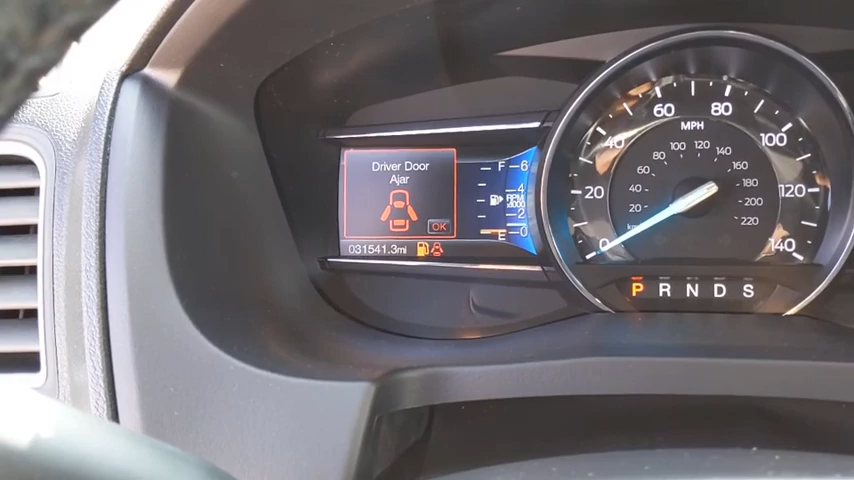 Driver Door
Ajar
OK
031541.3mi
F 6
4
RPM
x1000
2
E 0
MPH
0 20 40 60 80 100 120 140
20 40 60 80 100 120 140 160 180 200 220
P R N D S